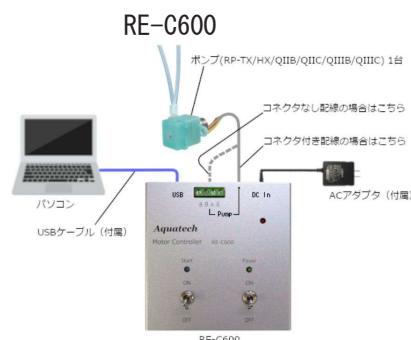 RE-C600
ポンプ(RP-TX/HX/QIIB/QIIC/QIIIB/QIIIC) 1台
コネクタなし配線の場合はこちら
コネクタ付き配線の場合はこちら
パソコン
USBケーブル（付属）
ACアダプタ（付属）
USB
DC In
Pump
Aquatech
Motor Controller RE-C600
Start
Power
ON
ON
OFF
OFF
RE-C600